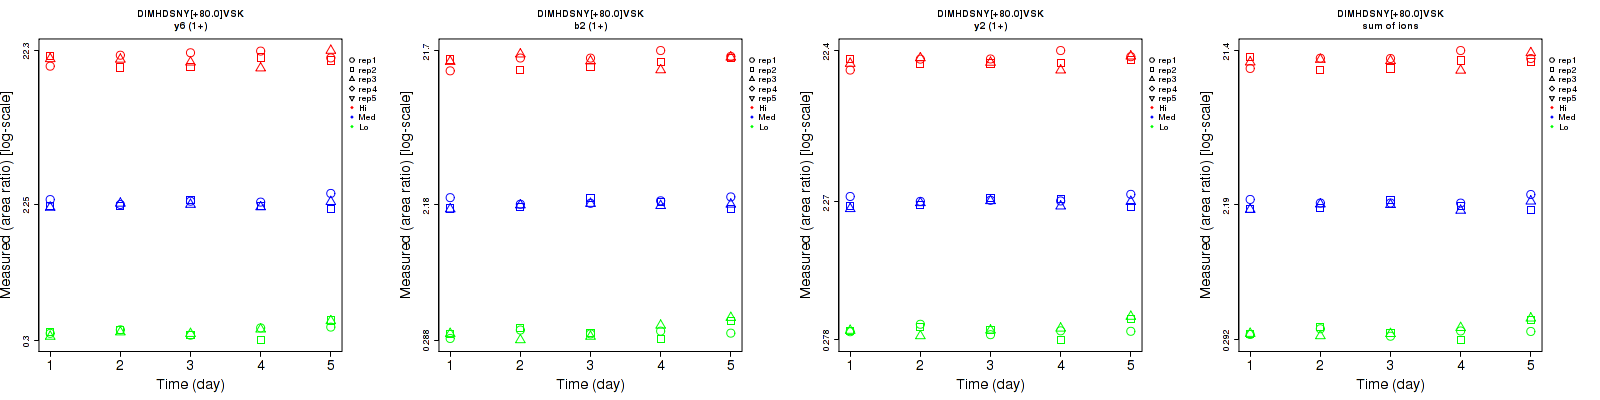 DIMHDSNY[+80.0]VSK
y6 (1+)
Measured (area ratio) [log-scale]
22.3
2.25
0.3
1 2 3 4 5
Time (day)
rep1
rep2
rep3
rep4
rep5
Hi
Med
Lo
DIMHDSNY[+80.0]VSK
b2 (1+)
Measured (area ratio) [log-scale]
21.7
2.18
0.288
1 2 3 4 5
Time (day)
rep1
rep2
rep3
rep4
rep5
Hi
Med
Lo
DIMHDSNY[+80.0]VSK
y2 (1+)
Measured (area ratio) [log-scale]
22.4
2.27
0.278
1 2 3 4 5
Time (day)
rep1
rep2
rep3
rep4
rep5
Hi
Med
Lo
DIMHDSNY[+80.0]VSK
sum of ions
Measured (area ratio) [log-scale]
21.4
2.19
0.292
1 2 3 4 5
Time (day)
rep1
rep2
rep3
rep4
rep5
Hi
Med
Lo